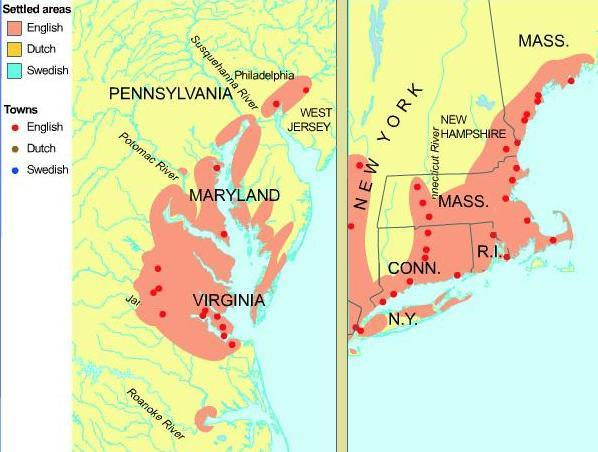 Settled areas
English
Dutch
Swedish
Towns
English
Dutch
Swedish
Susquehanna River
Philadelphia
PENNSYLVANIA
WEST
JERSEY
Potomac River
MARYLAND
VIRGINIA
Roanoke River
MASS.
NEW YORK
NEW
HAMPSHIRE
River
MASS.
R.I.
CONN.
N.Y.